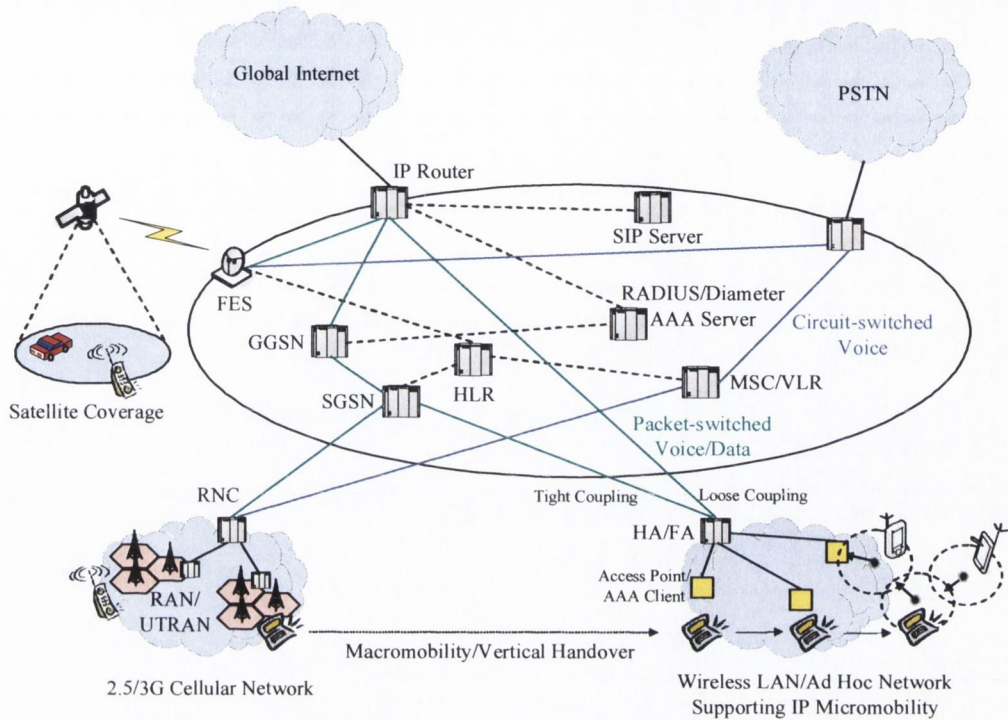 Global Internet
PSTN
IP Router
SIP Server
FES
RADIUS/Diameter
AAA Server
GGSN
Circuit-switched
Voice
HLR
MSC/VLR
SGSN
Satellite Coverage
Packet-switched
Voice/Data
RNC
Tight Coupling
Loose Coupling
HA/FA
Access Point/
AAA Client
RAN/
UTRAN
Macromobility/Vertical Handover
2.5/3G Cellular Network
Wireless LAN/Ad Hoc Network
Supporting IP Micromobility